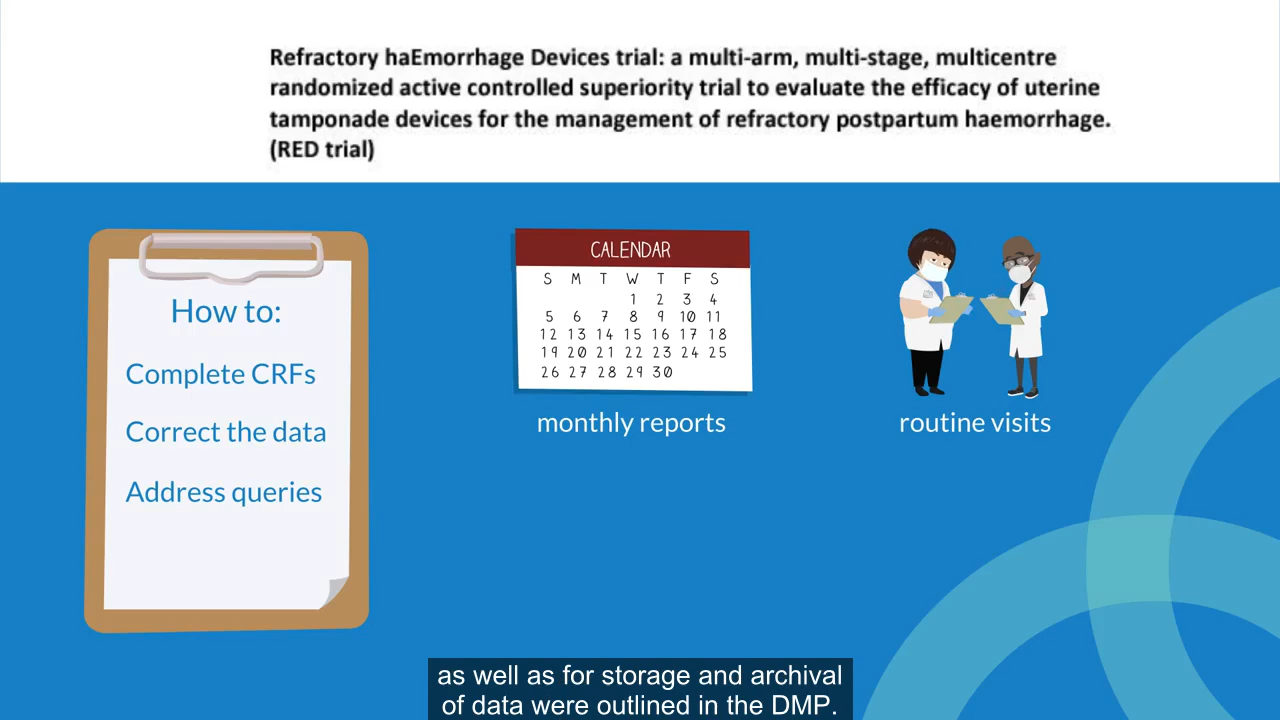 Refractory haEmorrhage Devices trial: a multi-arm, multi-stage, multicentre
randomized active controlled superiority trial to evaluate the efficacy of uterine
tamponade devices for the management of refractory postpartum haemorrhage.
(RED trial)
How to:
Complete CRFs
Correct the data
Address queries
CALENDAR
S M T W T F S
1 2 3 4
5 6 7 8 9 10 11
12 13 14 15 16 17 18
19 20 21 22 23 24 25
26 27 28 29 30
monthly reports
routine visits
as well as for storage and archival
of data were outlined in the DMP.